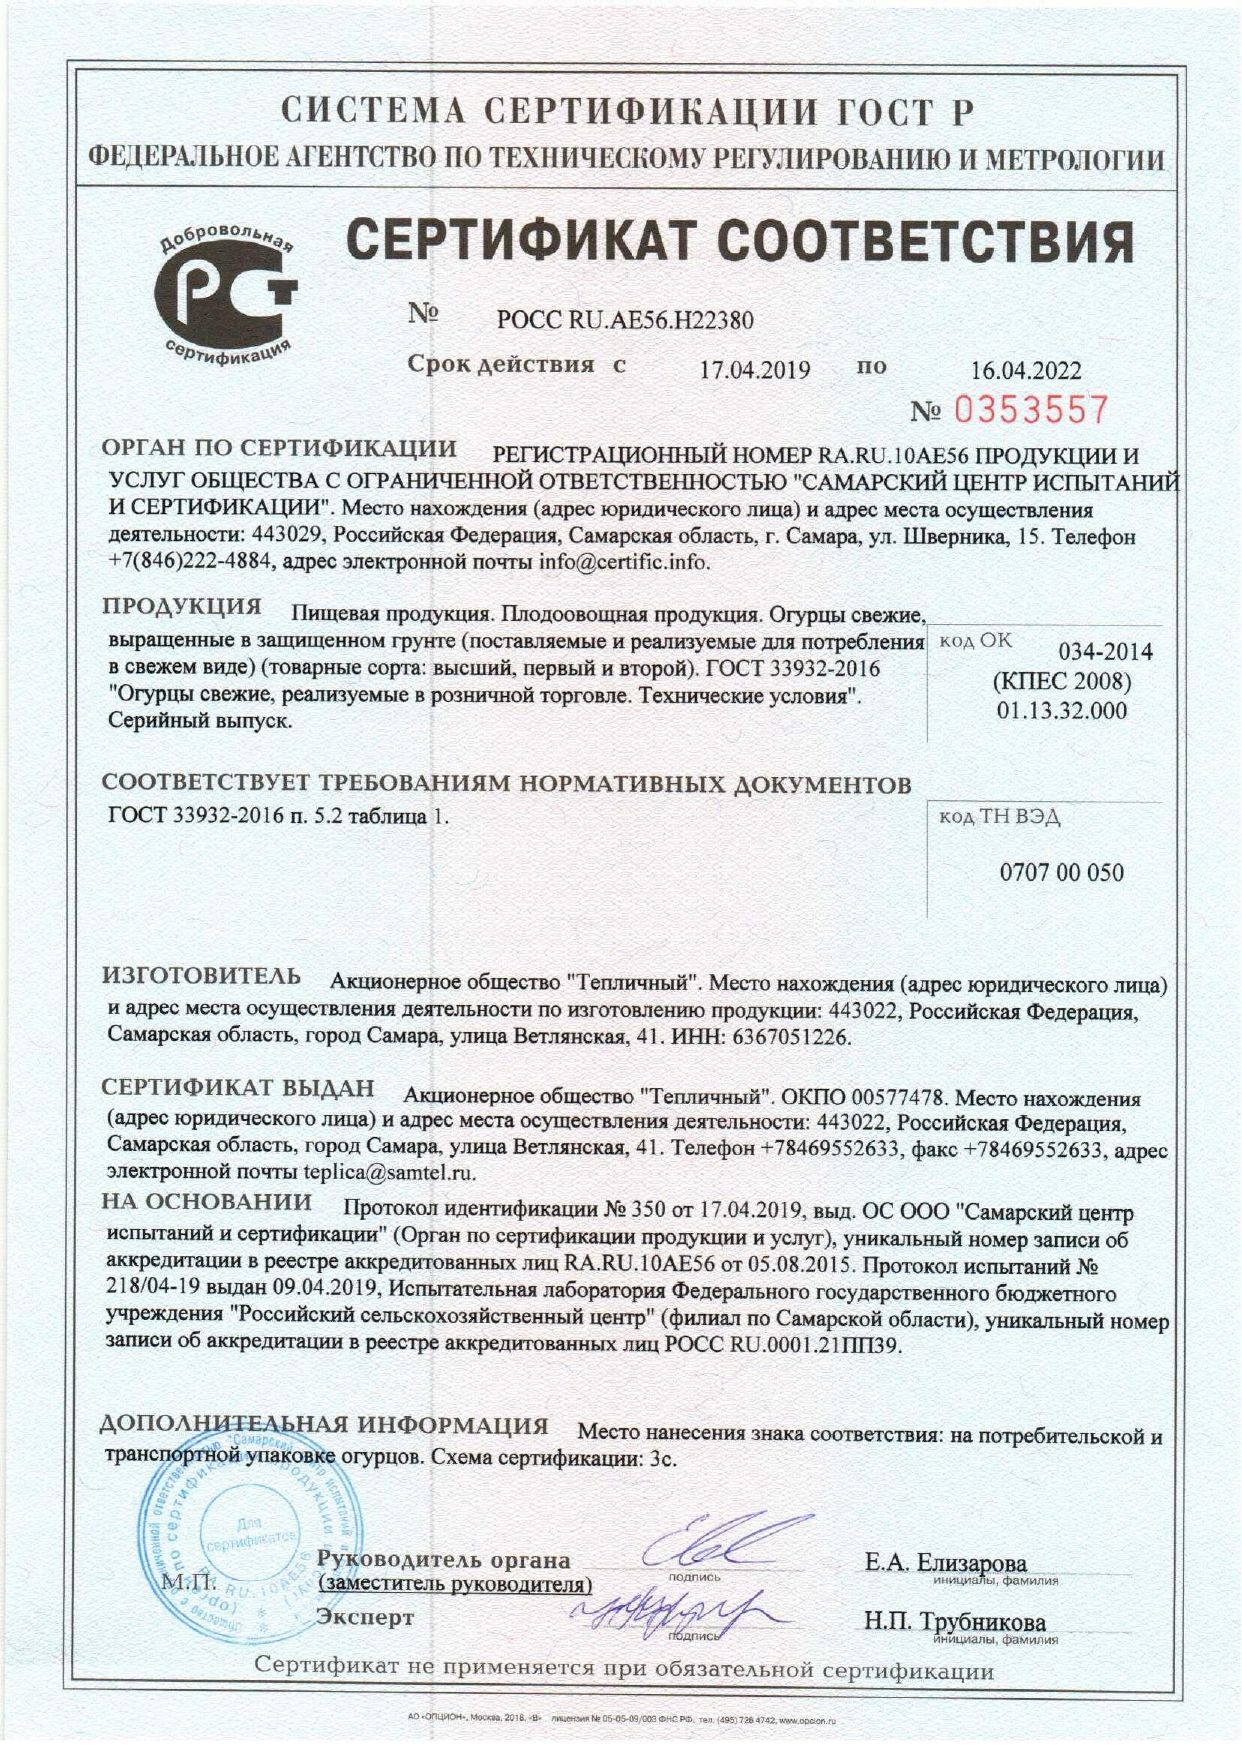 СИСТЕМА СЕРТИФИКАЦИИ ГОСТ Р
ФЕДЕРАЛЬНОЕ АГЕНТСТВО ПО ТЕХНИЧЕСКОМУ РЕГУЛИРОВАНИЮ И МЕТРОЛОГИИ
Добровольная
РСТ
сертификация
СЕРТИФИКАТ СООТВЕТСТВИЯ
№ РОСС RU.АЕ56.Н22380
Срок действия с 17.04.2019 по 16.04.2022
№ 0353557
ОРГАН ПО СЕРТИФИКАЦИИ РЕГИСТРАЦИОННЫЙ НОМЕР RA.RU.10АЕ56 ПРОДУКЦИИ И
УСЛУГ ОБЩЕСТВА С ОГРАНИЧЕННОЙ ОТВЕТСТВЕННОСТЬЮ "САМАРСКИЙ ЦЕНТР ИСПЫТАНИЙ
И СЕРТИФИКАЦИИ". Место нахождения (адрес юридического лица) и адрес места осуществления
деятельности: 443029, Российская Федерация, Самарская область, г. Самара, ул. Шверника, 15. Телефон
+7(846)222-4884, адрес электронной почты info@certific.info.
ПРОДУКЦИЯ Пищевая продукция. Плодоовощная продукция. Огурцы свежие,
выращенные в защищенном грунте (поставляемые и реализуемые для потребления
в свежем виде) (товарные сорта: высший, первый и второй). ГОСТ 33932-2016
"Огурцы свежие, реализуемые в розничной торговле. Технические условия".
Серийный выпуск.
код ОК 034-2014
(КПЕС 2008)
01.13.32.000
СООТВЕТСТВУЕТ ТРЕБОВАНИЯМ НОРМАТИВНЫХ ДОКУМЕНТОВ
ГОСТ 33932-2016 п. 5.2 таблица 1.
код ТН ВЭД
0707 00 050
ИЗГОТОВИТЕЛЬ Акционерное общество "Тепличный". Место нахождения (адрес юридического лица)
и адрес места осуществления деятельности по изготовлению продукции: 443022, Российская Федерация,
Самарская область, город Самара, улица Ветлянская, 41. ИНН: 6367051226.
СЕРТИФИКАТ ВЫДАН Акционерное общество "Тепличный". ОКПО 00577478. Место нахождения
(адрес юридического лица) и адрес места осуществления деятельности: 443022, Российская Федерация,
Самарская область, город Самара, улица Ветлянская, 41. Телефон +78469552633, факс +78469552633, адрес
электронной почты teplica@samtel.ru.
НА ОСНОВАНИИ Протокол идентификации № 350 от 17.04.2019, выд. ОС ООО "Самарский центр
испытаний и сертификации" (Орган по сертификации продукции и услуг), уникальный номер записи об
аккредитации в реестре аккредитованных лиц RA.RU.10АЕ56 от 05.08.2015. Протокол испытаний №
218/04-19 выдан 09.04.2019, Испытательная лаборатория Федерального государственного бюджетного
учреждения "Российский сельскохозяйственный центр" (филиал по Самарской области), уникальный номер
записи об аккредитации в реестре аккредитованных лиц РОСС RU.0001.21ПП39.
ДОПОЛНИТЕЛЬНАЯ ИНФОРМАЦИЯ Место нанесения знака соответствия: на потребительской и
транспортной упаковке огурцов. Схема сертификации: 3с.
Для
сертификатов
М.П.
Руководитель органа
(заместитель руководителя)
подпись
Е.А. Елизарова
инициалы, фамилия
Эксперт
подпись
Н.П. Трубникова
инициалы, фамилия
Сертификат не применяется при обязательной сертификации
АО «ОПЦИОН», Москва, 2018, «В» лицензия № 05-05-09/003 ФНС РФ, тел. (495) 726 4742, www.opcion.ru